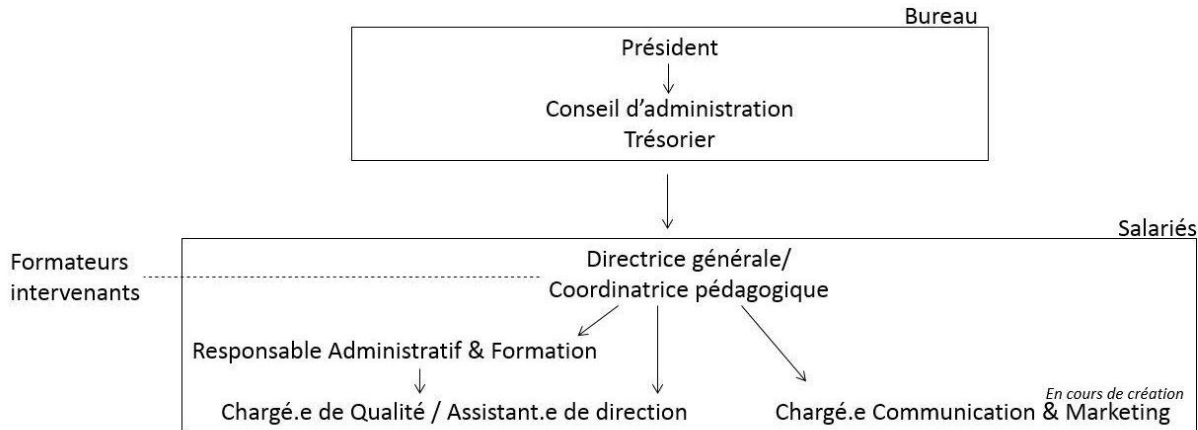 Bureau
Président
Conseil d’administration
Trésorier
Salariés
Formateurs
intervenants
Directrice générale/
Coordinatrice pédagogique
Responsable Administratif & Formation
En cours de création
Chargé.e de Qualité / Assistant.e de direction
Chargé.e Communication & Marketing